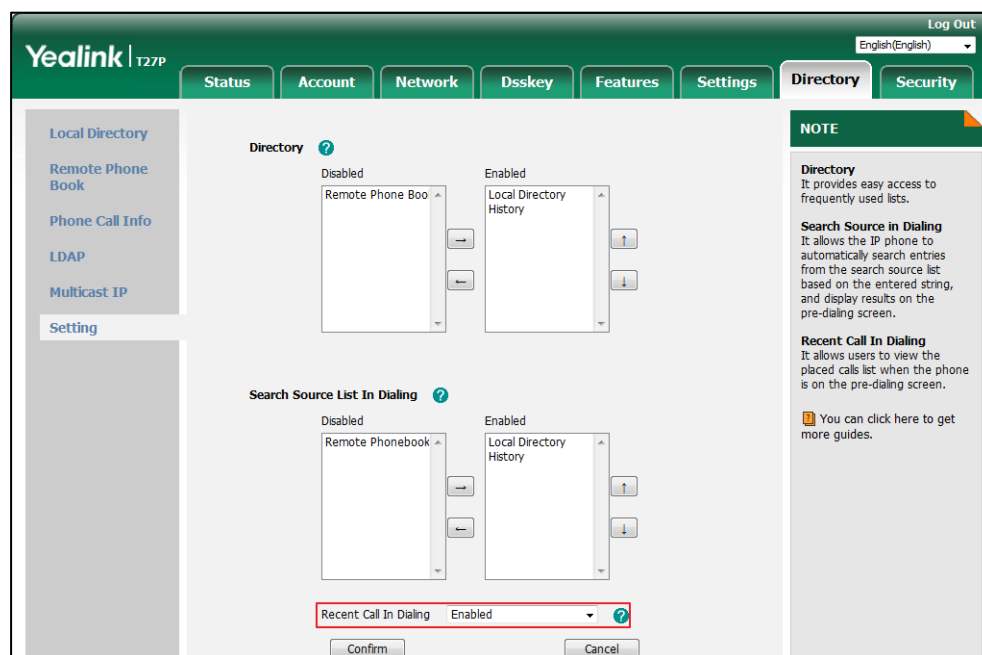 Log Out
Yealink T27P
English(English)
Status Account Network Dsskey Features Settings Directory Security
Local Directory
Remote Phone
Book
Phone Call Info
LDAP
Multicast IP
Setting
Directory ?
Disabled Enabled
Remote Phone Boo Local Directory
History
→
←
↑
↓
Search Source List In Dialing ?
Disabled Enabled
Remote Phonebook Local Directory
History
→
←
↑
↓
Recent Call In Dialing Enabled ?
Confirm Cancel
NOTE
Directory
It provides easy access to
frequently used lists.
Search Source in Dialing
It allows the IP phone to
automatically search entries
from the search source list
based on the entered string,
and display results on the
pre-dialing screen.
Recent Call In Dialing
It allows users to view the
placed calls list when the phone
is on the pre-dialing screen.
? You can click here to get
more guides.